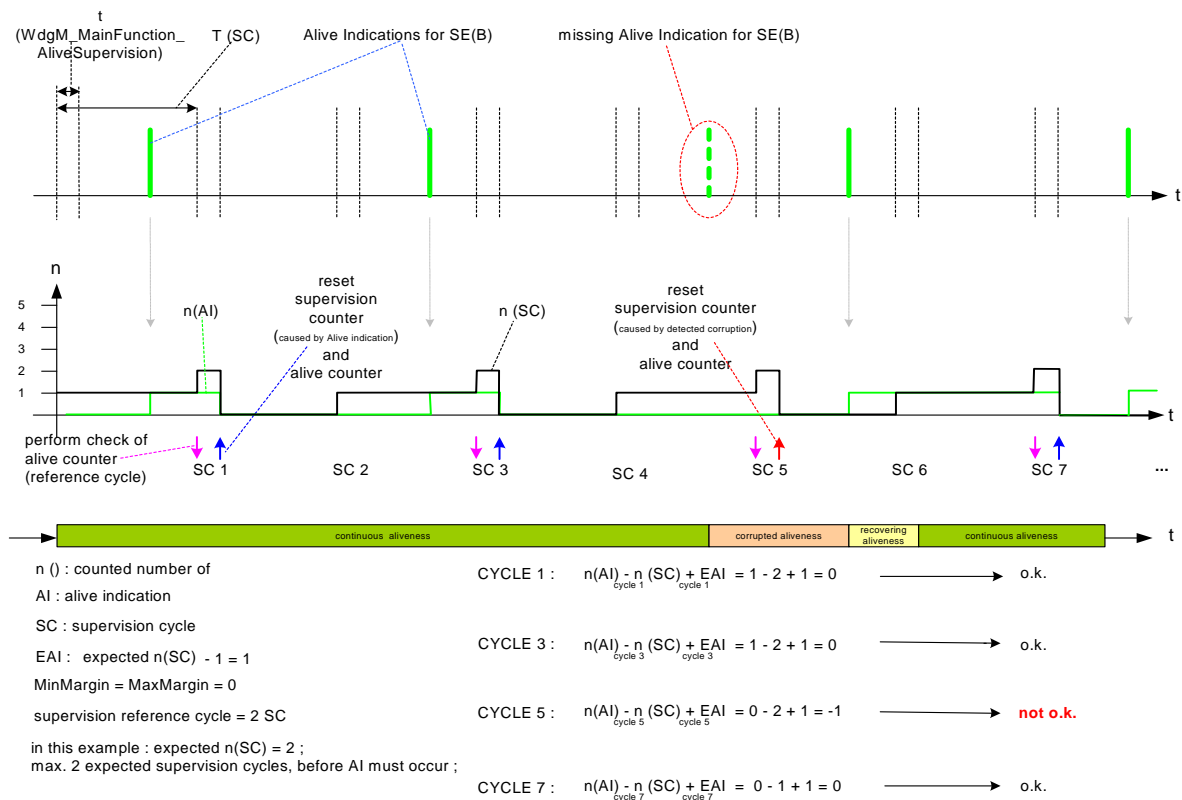 t
(WdgM_MainFunction_
AliveSupervision)
T (SC)
Alive Indications for SE(B)
missing Alive Indication for SE(B)
t
n
5
4
3
2
1
n(AI)
reset
supervision
counter
(caused by Alive indication)
and
alive counter
n (SC)
reset
supervision counter
(caused by detected corruption)
and
alive counter
t
perform check of
alive counter
(reference cycle)
SC 1
SC 2
SC 3
SC 4
SC 5
SC 6
SC 7
...
continuous aliveness
corrupted aliveness
recovering
aliveness
continuous aliveness
t
n () : counted number of
AI : alive indication
SC : supervision cycle
EAI : expected n(SC) - 1 = 1
MinMargin = MaxMargin = 0
supervision reference cycle = 2 SC
in this example : expected n(SC) = 2 ;
max. 2 expected supervision cycles, before AI must occur ;
CYCLE 1 : n(AI) - n (SC) + EAI = 1 - 2 + 1 = 0 o.k.
cycle 1 cycle 1
CYCLE 3 : n(AI) - n (SC) + EAI = 1 - 2 + 1 = 0 o.k.
cycle 3 cycle 3
CYCLE 5 : n(AI) - n (SC) + EAI = 0 - 2 + 1 = -1 not o.k.
cycle 5 cycle 5
CYCLE 7 : n(AI) - n (SC) + EAI = 0 - 1 + 1 = 0 o.k.
cycle 7 cycle 7